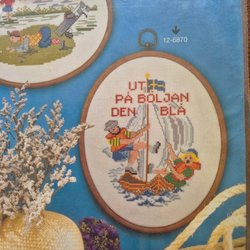 12-6870
UT
PÅ BÖLJAN
DEN BLÅ